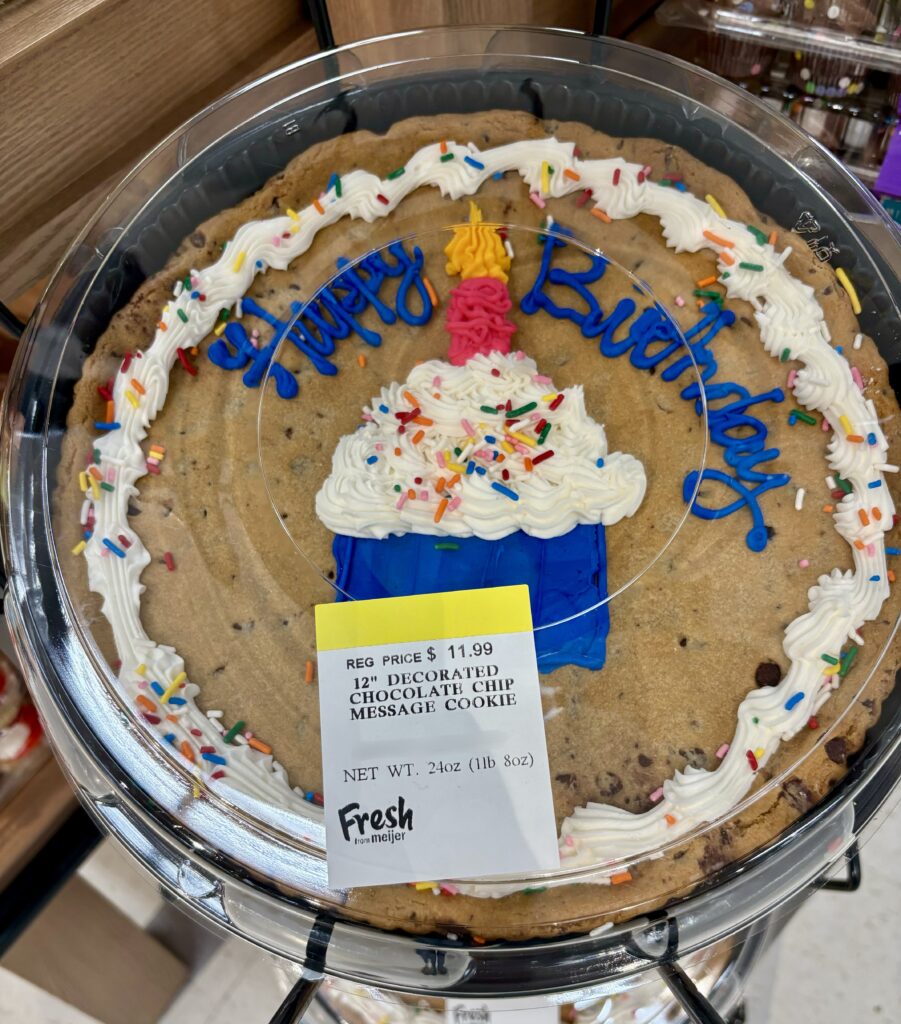 Happy Birthday
REG PRICE $ 11.99
12" DECORATED
CHOCOLATE CHIP
MESSAGE COOKIE
NET WT. 24oz (1lb 8oz)
Fresh
from meijer
Fresh